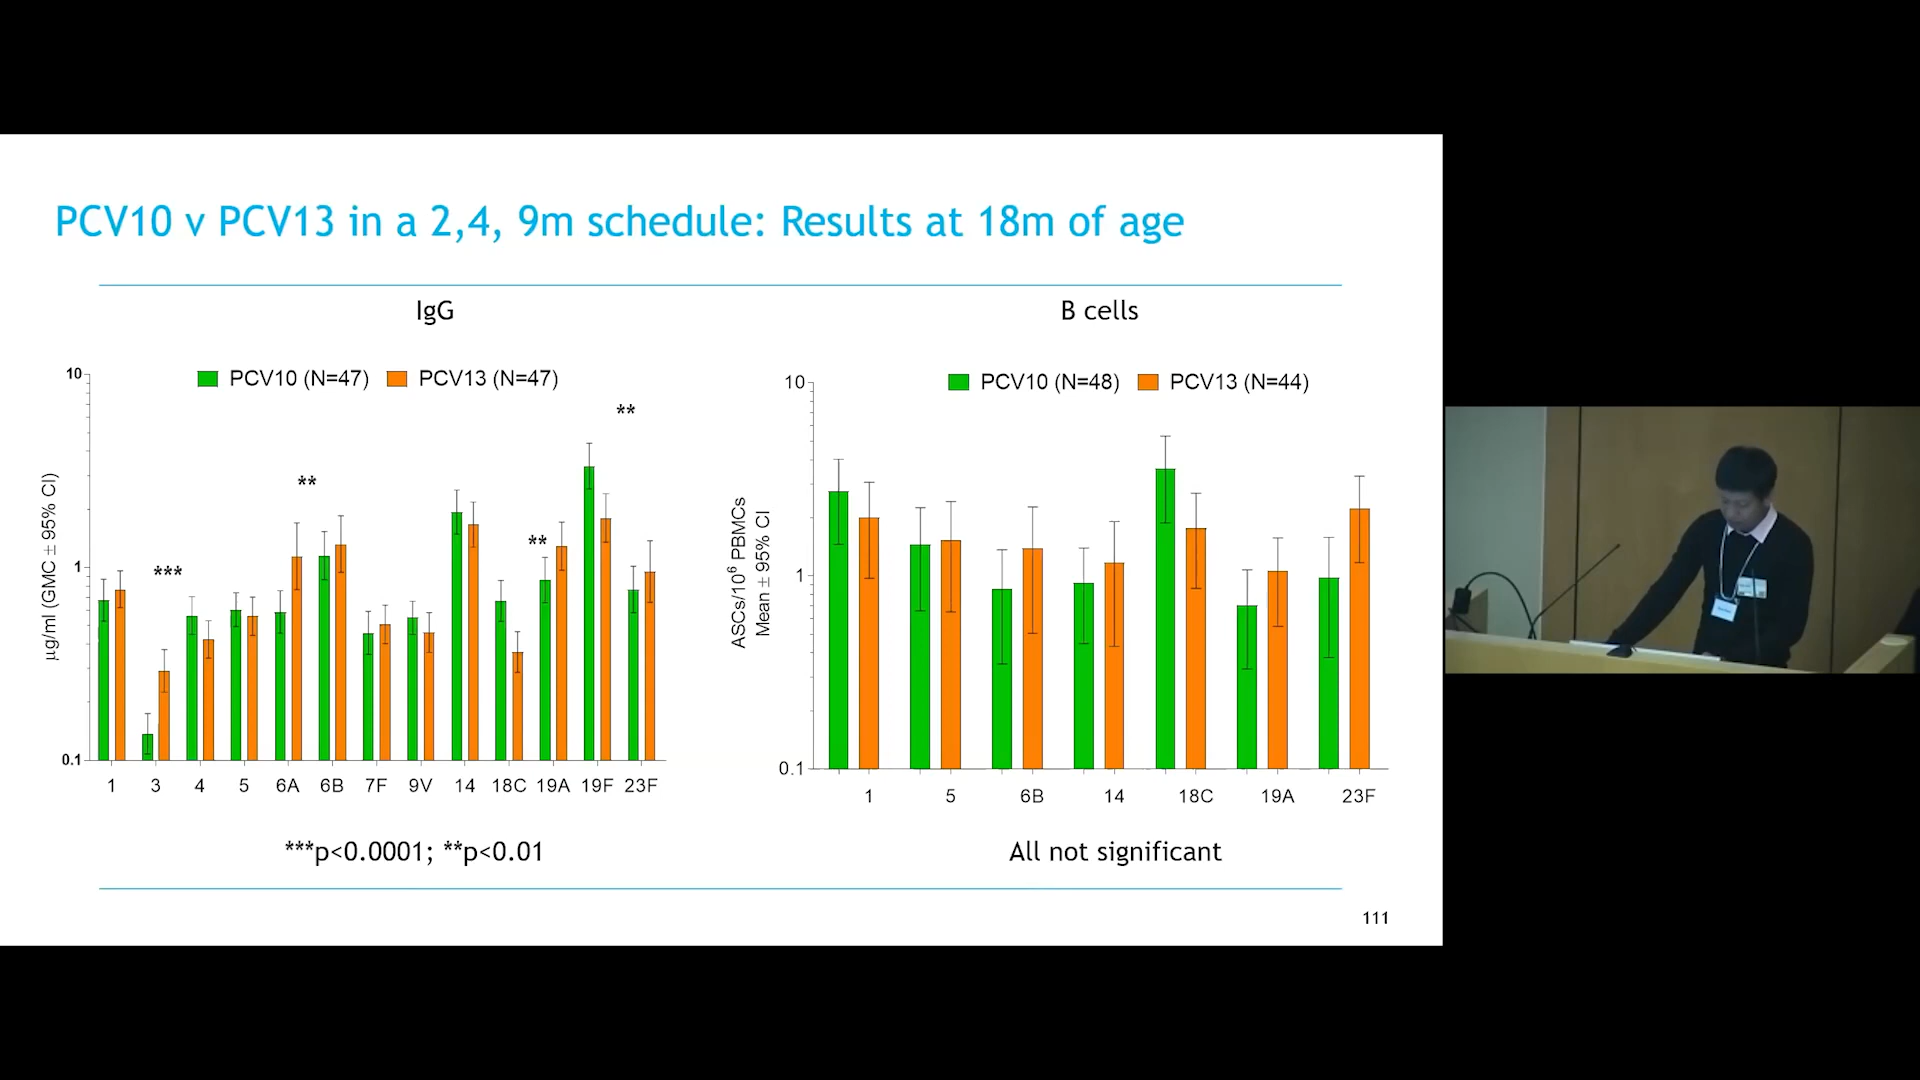 PCV10 v PCV13 in a 2,4, 9m schedule: Results at 18m of age
IgG
PCV10 (N=47) PCV13 (N=47)
10
1
0.1
µg/ml (GMC ± 95% CI)
***
**
**
**
1 3 4 5 6A 6B 7F 9V 14 18C 19A 19F 23F
***p<0.0001; **p<0.01
B cells
PCV10 (N=48) PCV13 (N=44)
10
1
0.1
ASCs/10⁶ PBMCs
Mean ± 95% CI
1 5 6B 14 18C 19A 23F
All not significant
111